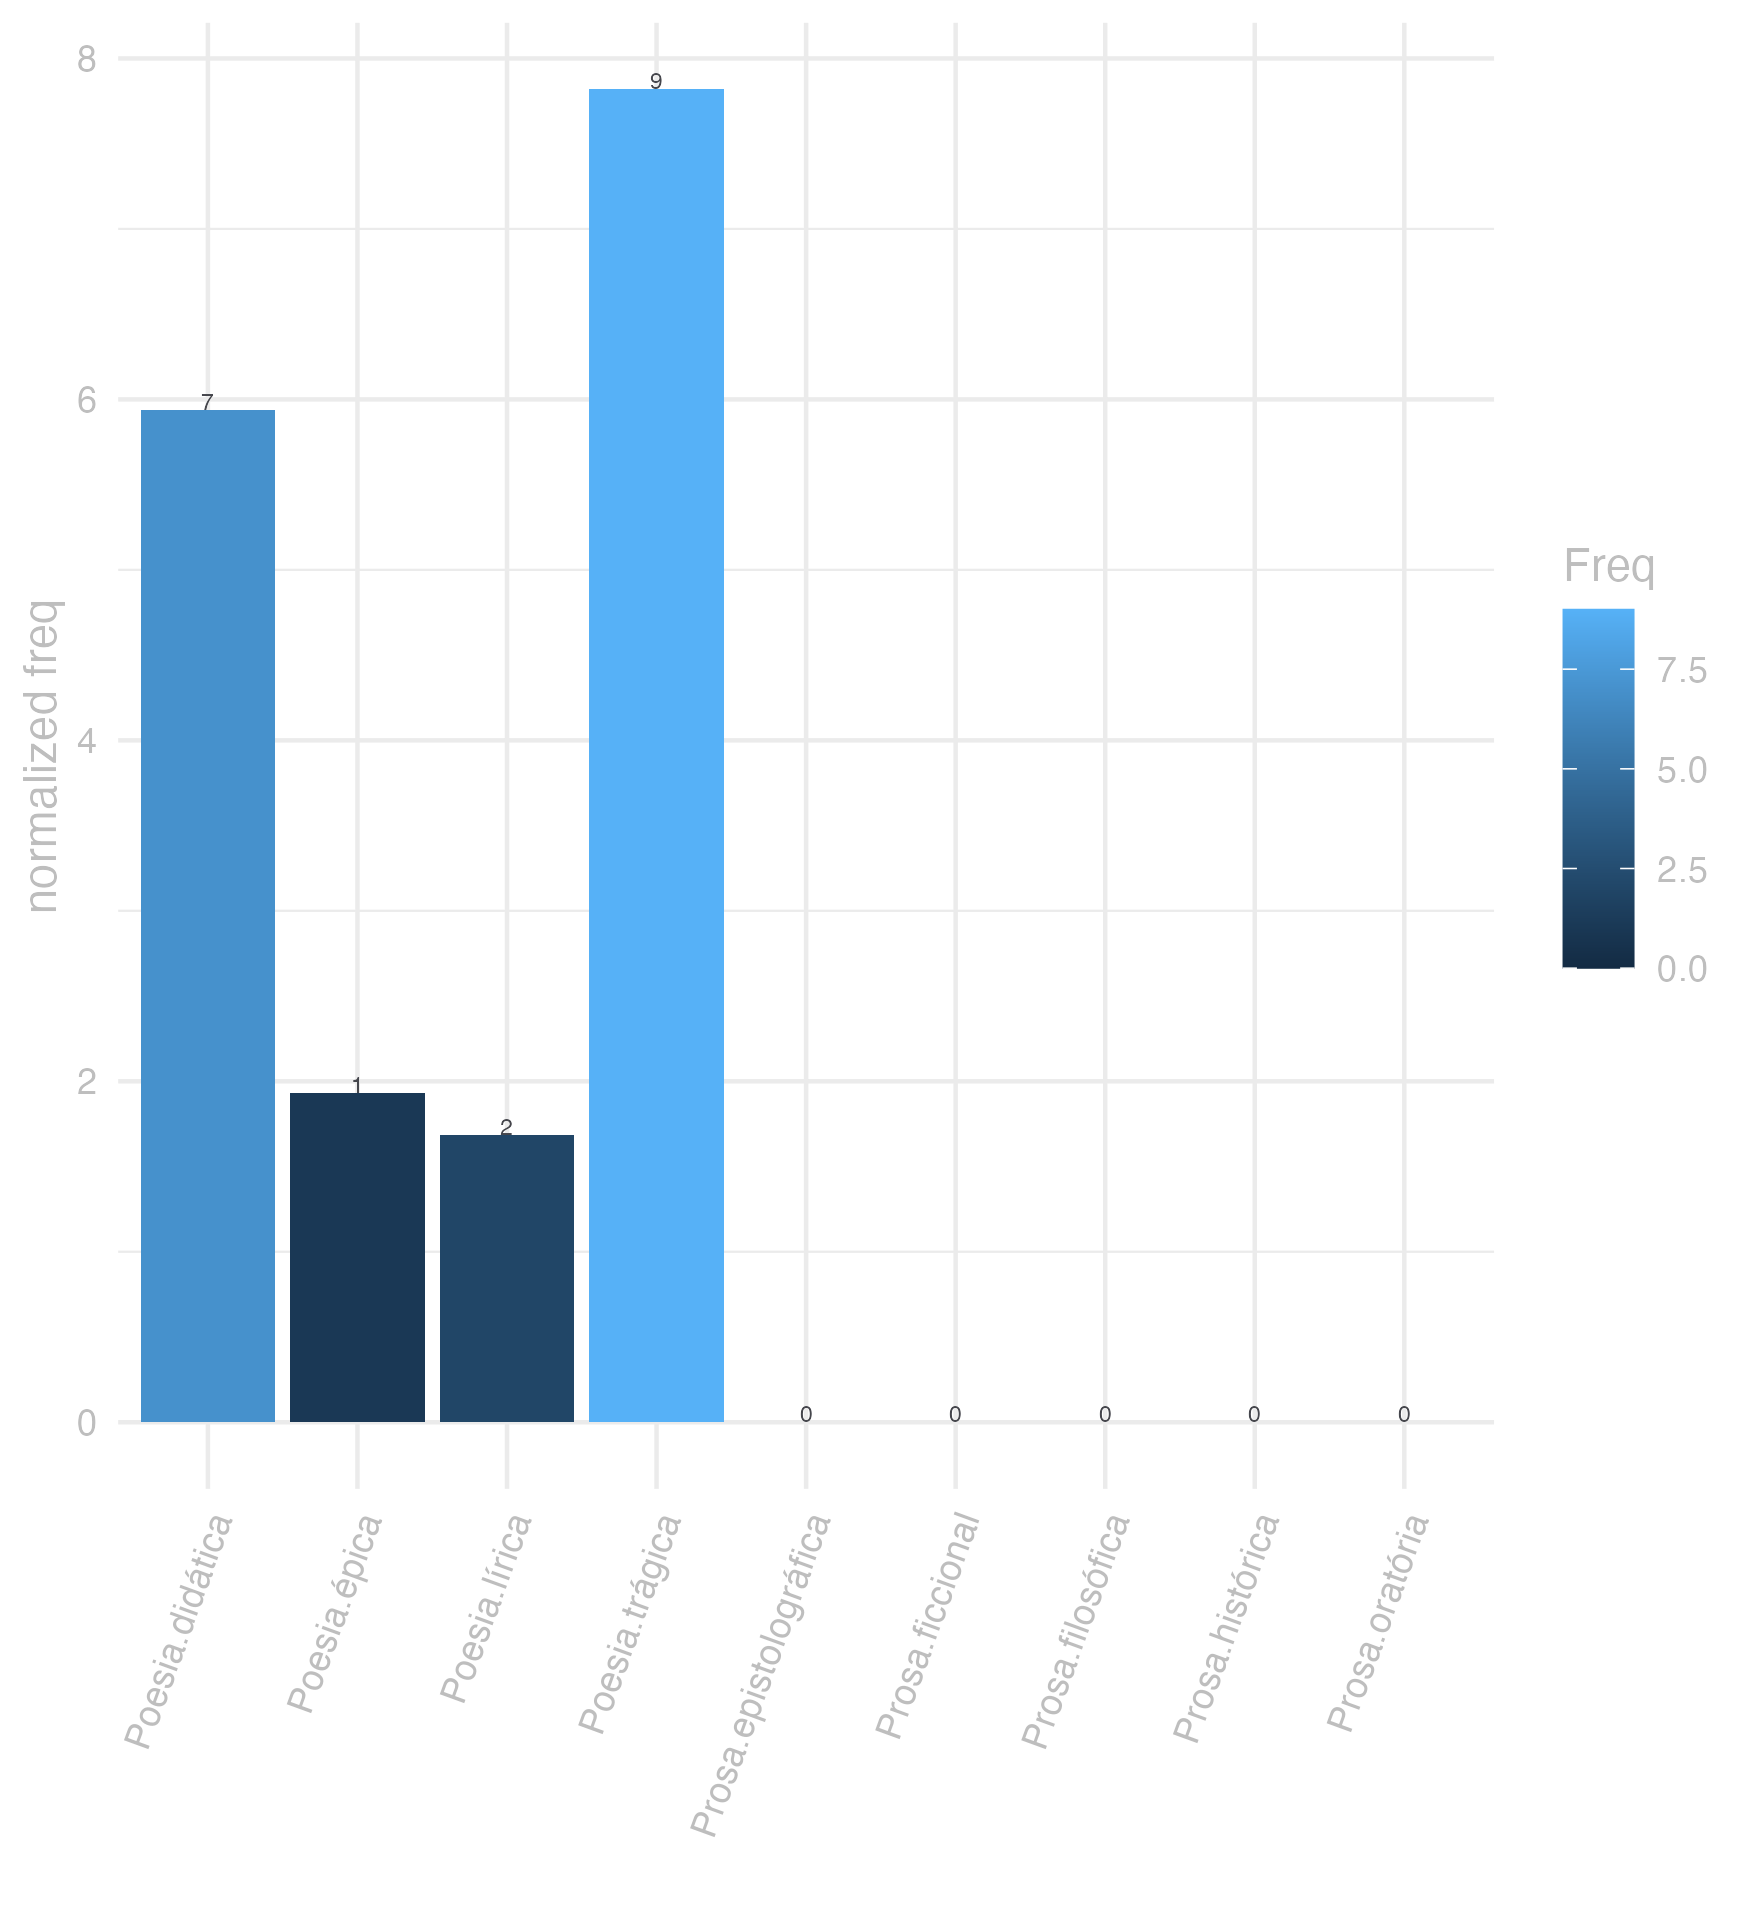 normalized freq
8
6
4
2
0
7
1
2
9
0
0
0
0
0
Poesia.didática
Poesia.épica
Poesia.lírica
Poesia.trágica
Prosa.epistolográfica
Prosa.ficcional
Prosa.filosófica
Prosa.histórica
Prosa.oratória
Freq
7.5
5.0
2.5
0.0